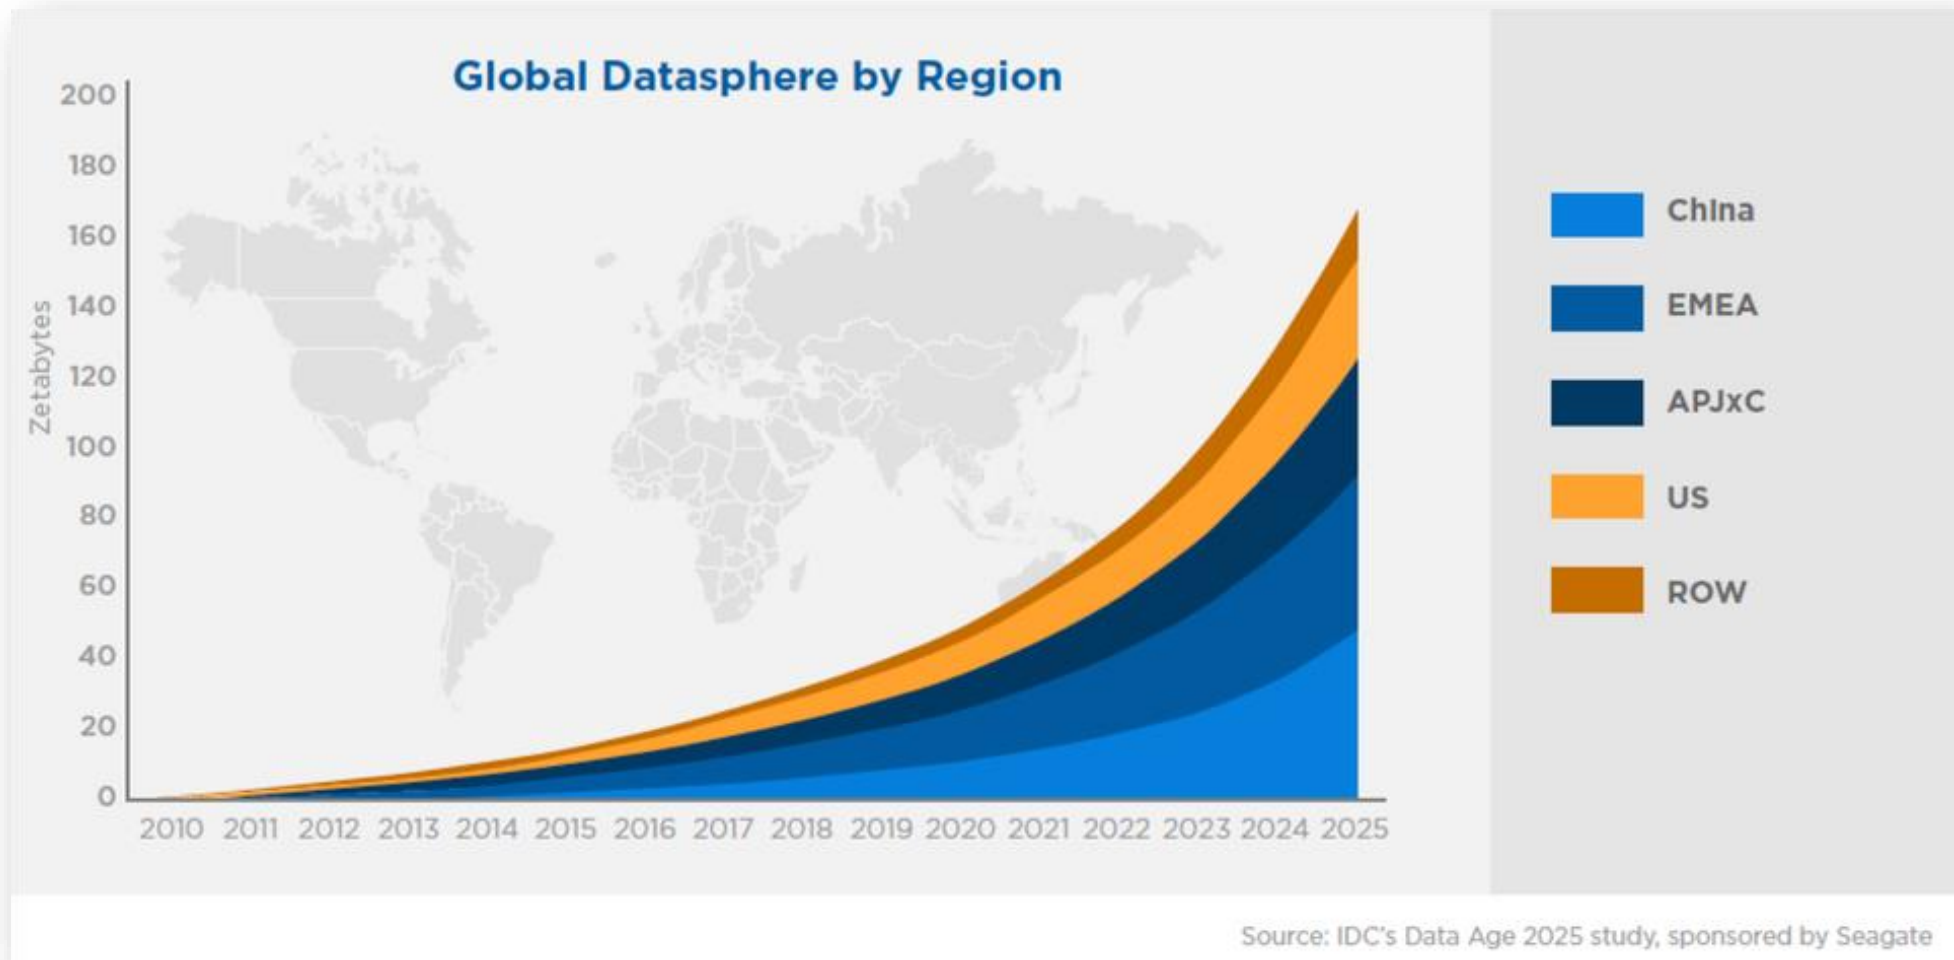 Global Datasphere by Region
Zetabytes
200
180
160
140
120
100
80
60
40
20
0
2010 2011 2012 2013 2014 2015 2016 2017 2018 2019 2020 2021 2022 2023 2024 2025
China
EMEA
APJxC
US
ROW
Source: IDC's Data Age 2025 study, sponsored by Seagate